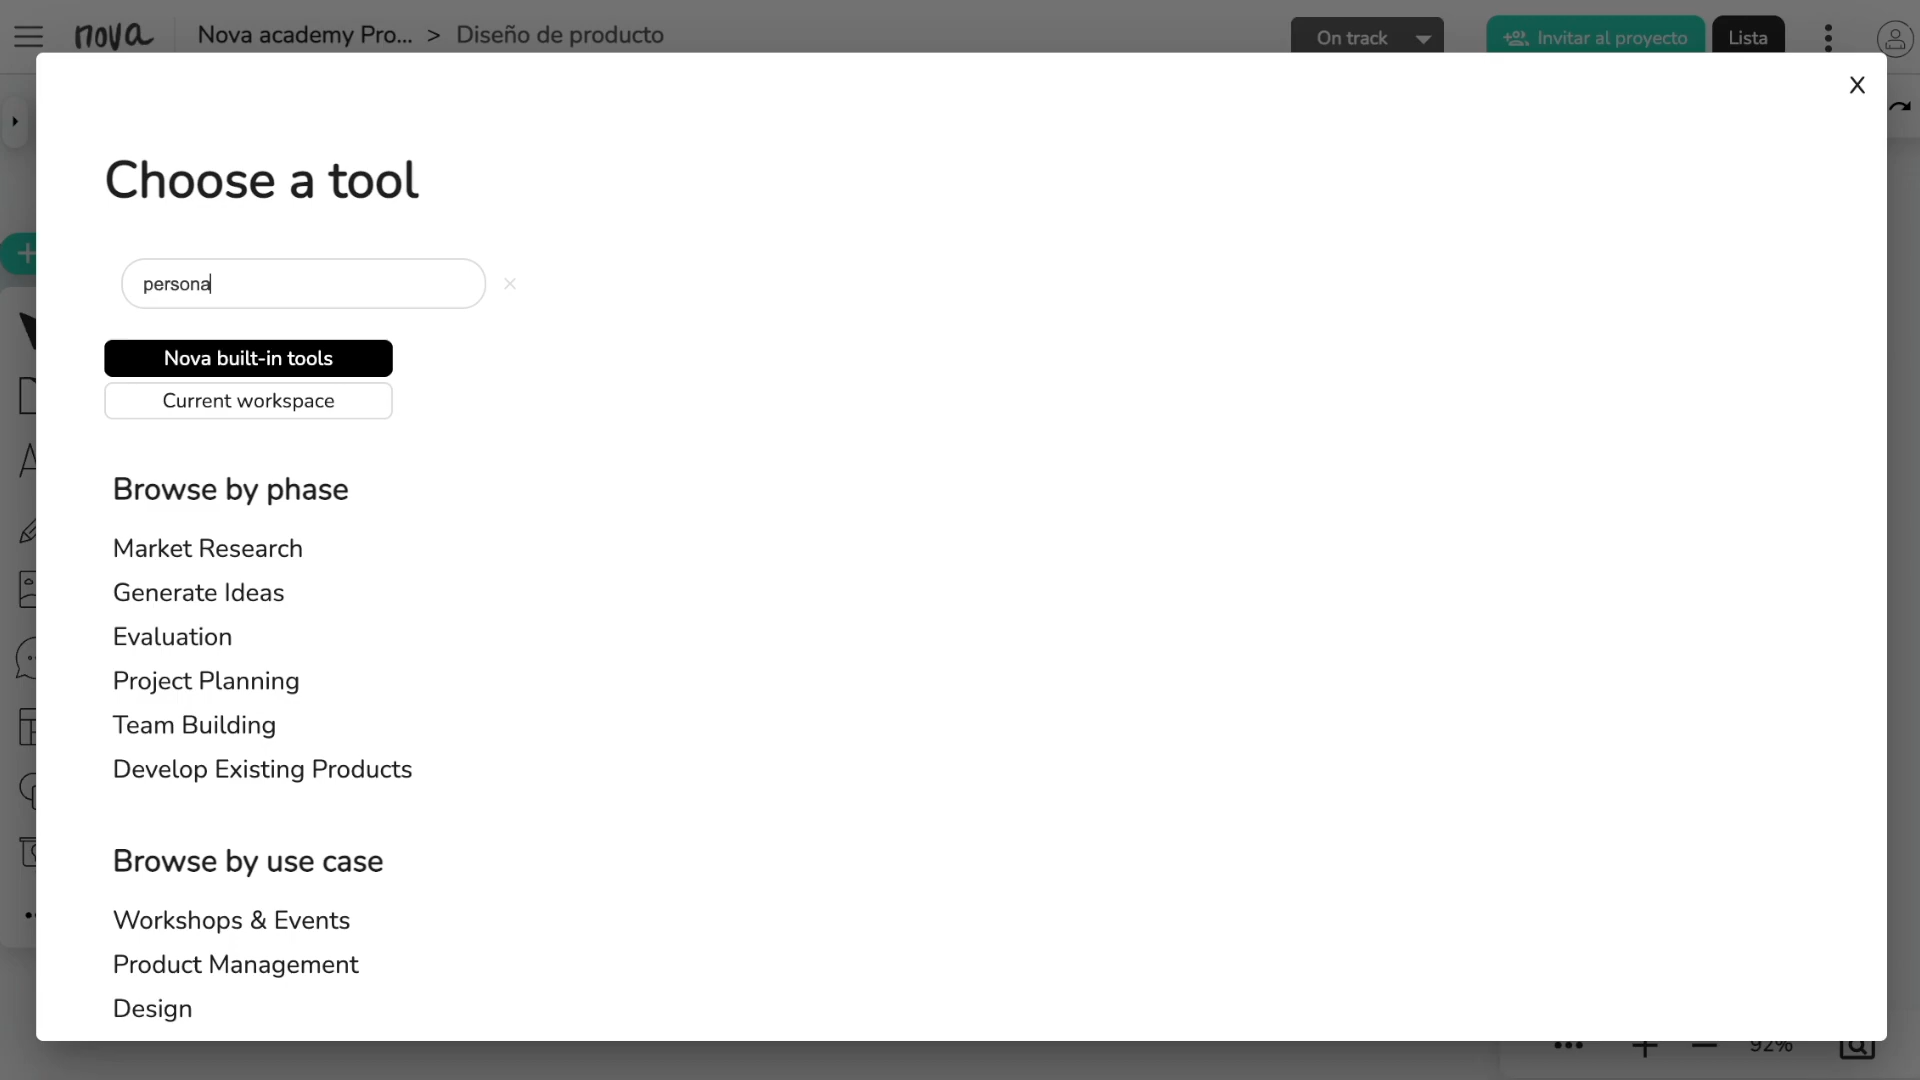 nova
Nova academy Pro... > Diseño de producto
On track
Invitar al proyecto
Lista
X
Choose a tool
persona
Nova built-in tools
Current workspace
Browse by phase
Market Research
Generate Ideas
Evaluation
Project Planning
Team Building
Develop Existing Products
Browse by use case
Workshops & Events
Product Management
Design
92%